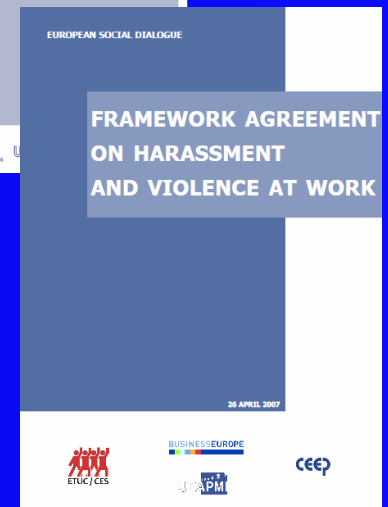 EUROPEAN SOCIAL DIALOGUE
FRAMEWORK AGREEMENT
ON HARASSMENT
AND VIOLENCE AT WORK
26 APRIL 2007
BUSINESSEUROPE
ETUC/CES
CEEP